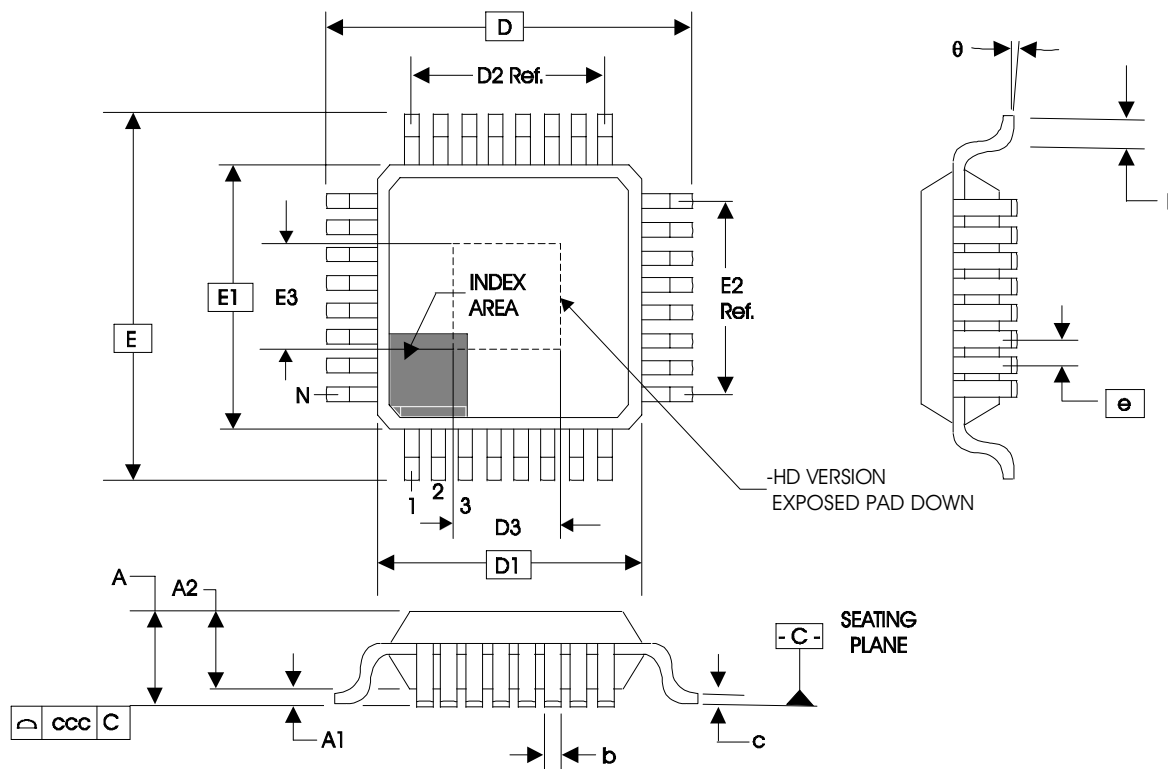 D
θ
D2 Ref.
INDEX
AREA
E2
Ref.
E1
E3
E
N
e
1
2
3
-HD VERSION
EXPOSED PAD DOWN
D3
D1
A
A2
SEATING
PLANE
- C -
ccc C
A1
b
c